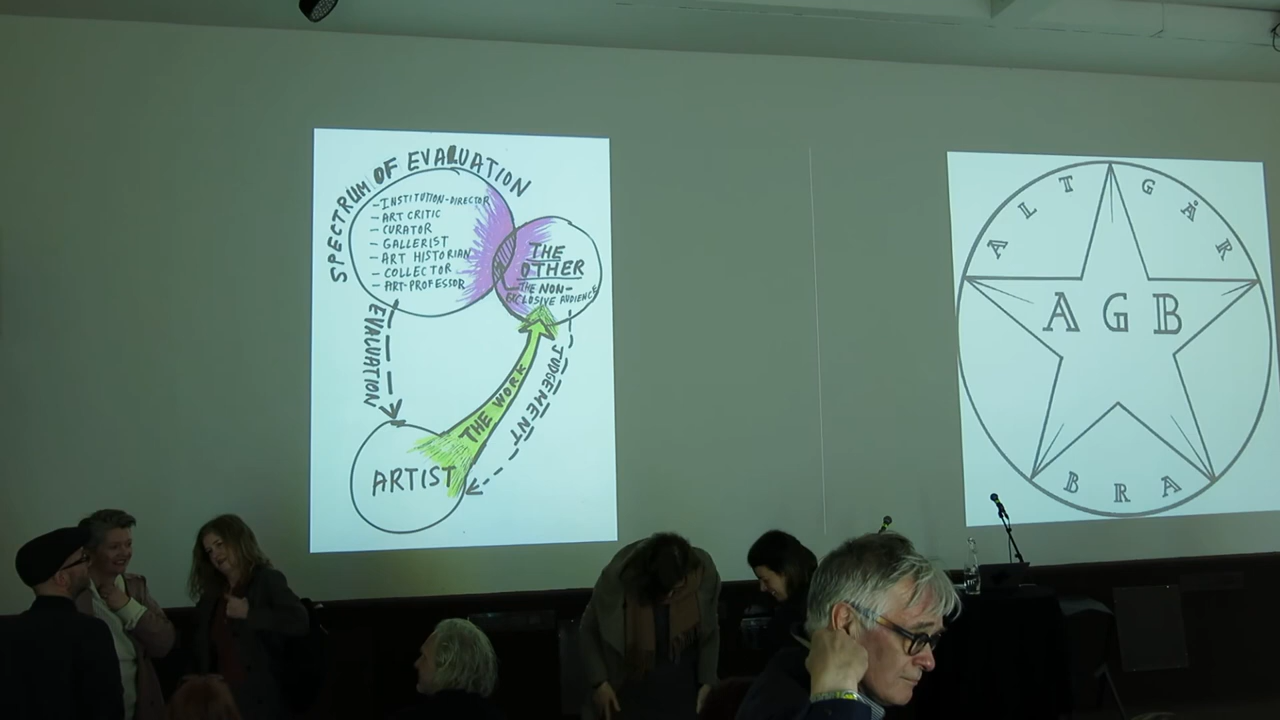 SPECTRUM OF EVALUATION
-INSTITUTION-DIRECTOR
-ART CRITIC
-CURATOR
-GALLERIST
-ART HISTORIAN
-COLLECTOR
-ART-PROFESSOR
THE
OTHER
THE NON-
EXCLUSIVE AUDIENCE
EVALUATION
THE WORK
JUDGEMENT
ARTIST
ALT GÅR
AGB
BRA